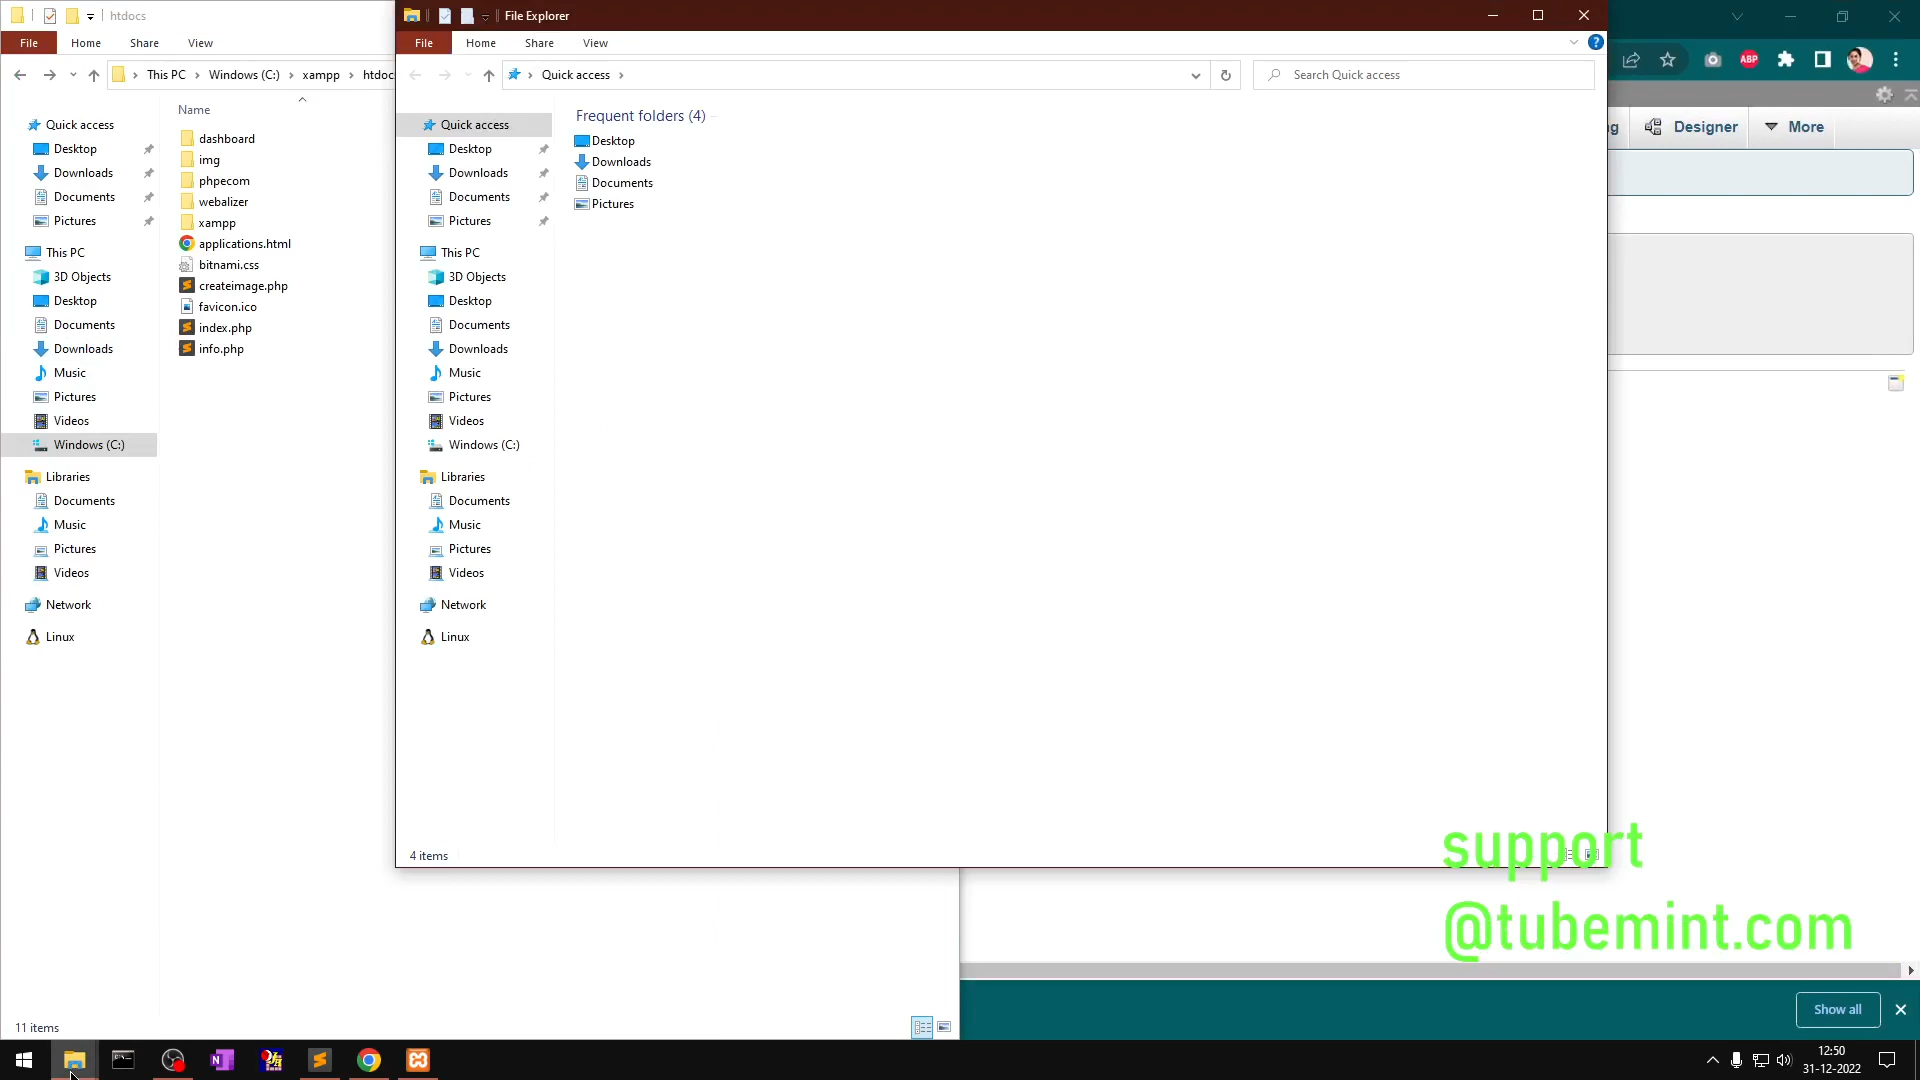 htdocs
File Home Share View
This PC Windows (C:) xampp htdoc
Name
Quick access
Desktop
Downloads
Documents
Pictures
This PC
3D Objects
Desktop
Documents
Downloads
Music
Pictures
Videos
Windows (C:)
Libraries
Documents
Music
Pictures
Videos
Network
Linux
dashboard
img
phpecom
webalizer
xampp
applications.html
bitnami.css
createimage.php
favicon.ico
index.php
info.php
11 items
File Explorer
File Home Share View
Quick access
Search Quick access
Quick access
Desktop
Downloads
Documents
Pictures
This PC
3D Objects
Desktop
Documents
Downloads
Music
Pictures
Videos
Windows (C:)
Libraries
Documents
Music
Pictures
Videos
Network
Linux
Frequent folders (4)
Desktop
Downloads
Documents
Pictures
4 items
ABP
g Designer More
support
@tubemint.com
Show all
12:50
31-12-2022